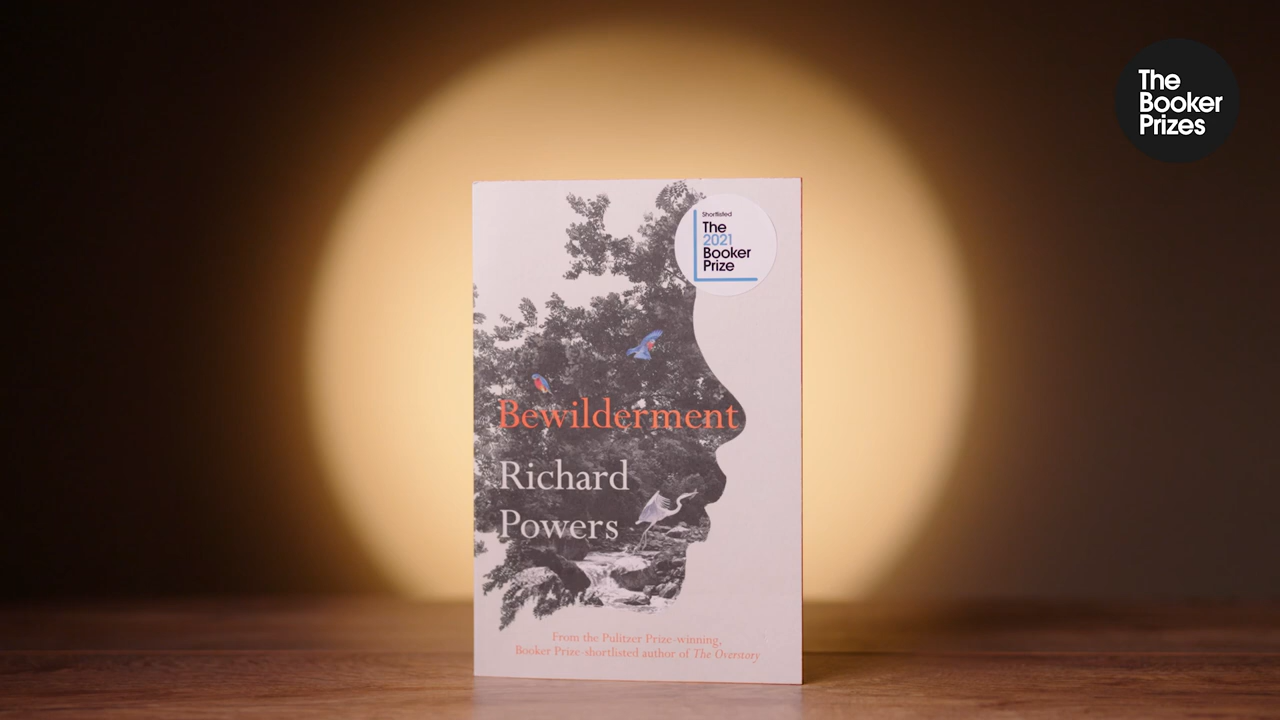 The
Booker
Prizes
Shortlisted
The
2021
Booker
Prize
Bewilderment
Richard
Powers
From the Pulitzer Prize-winning,
Booker Prize-shortlisted author of The Overstory